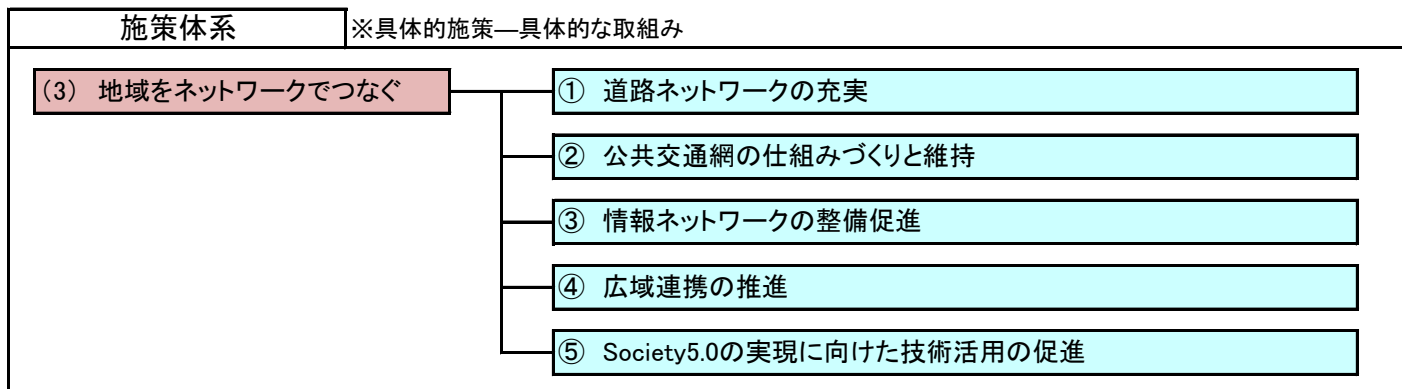 施策体系 ※具体的施策―具体的な取組み
(3) 地域をネットワークでつなぐ
① 道路ネットワークの充実
② 公共交通網の仕組みづくりと維持
③ 情報ネットワークの整備促進
④ 広域連携の推進
⑤ Society5.0の実現に向けた技術活用の促進